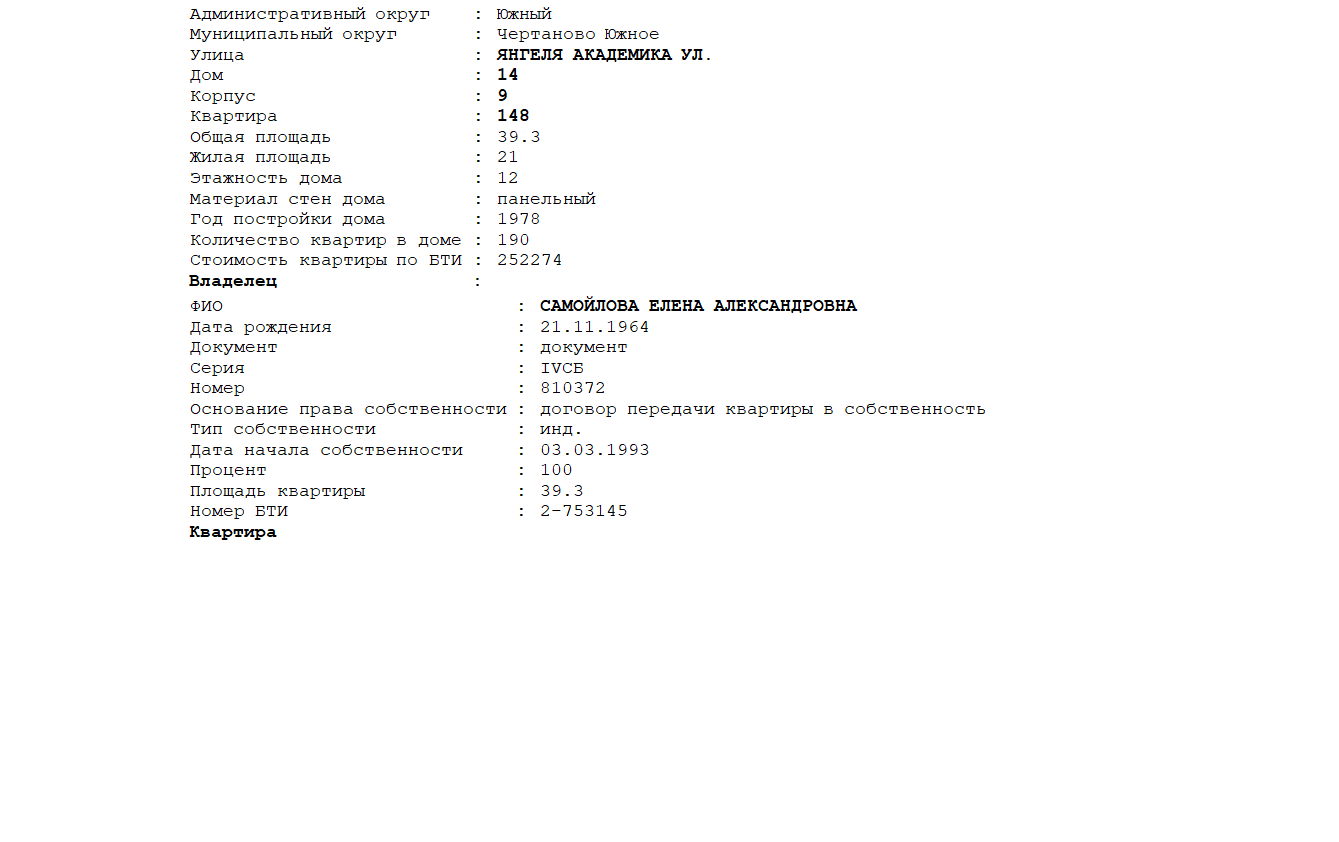 Административный округ : Южный
Муниципальный округ : Чертаново Южное
Улица : ЯНГЕЛЯ АКАДЕМИКА УЛ.
Дом : 14
Корпус : 9
Квартира : 148
Общая площадь : 39.3
Жилая площадь : 21
Этажность дома : 12
Материал стен дома : панельный
Год постройки дома : 1978
Количество квартир в доме : 190
Стоимость квартиры по БТИ : 252274
Владелец :
ФИО : САМОЙЛОВА ЕЛЕНА АЛЕКСАНДРОВНА
Дата рождения : 21.11.1964
Документ : документ
Серия : IVСБ
Номер : 810372
Основание права собственности : договор передачи квартиры в собственность
Тип собственности : инд.
Дата начала собственности : 03.03.1993
Процент : 100
Площадь квартиры : 39.3
Номер БТИ : 2-753145
Квартира